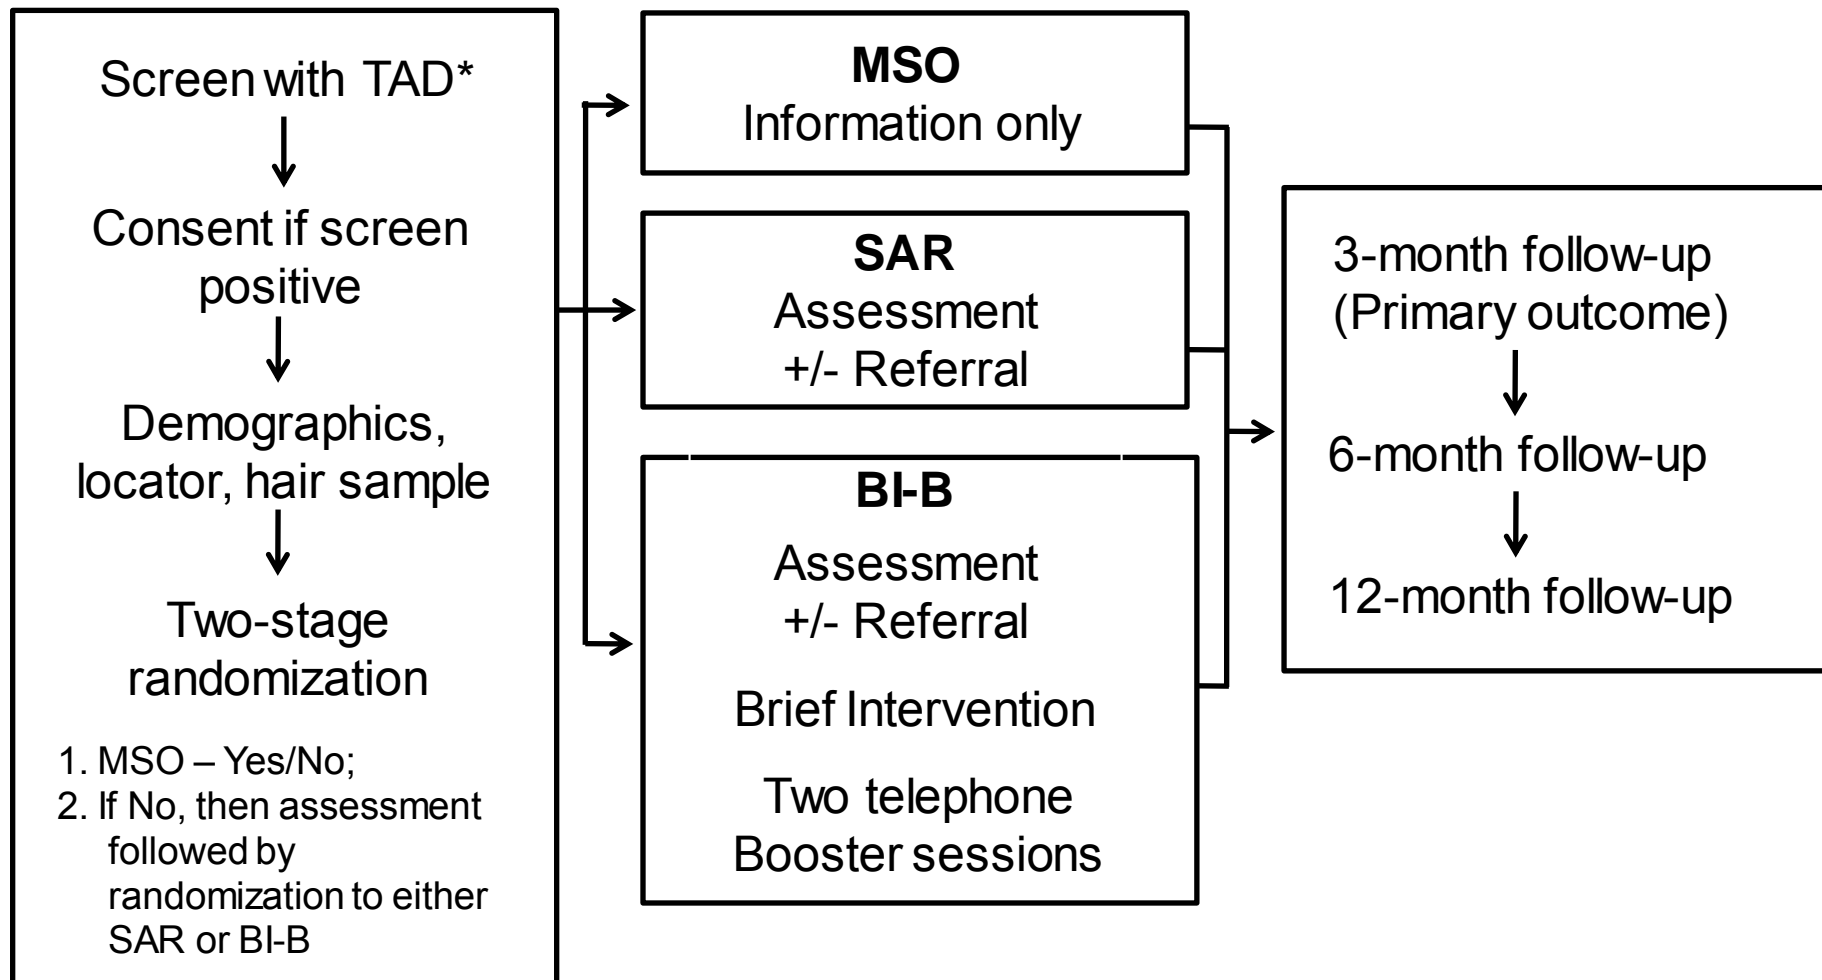 Screen with TAD*
Consent if screen
positive
Demographics,
locator, hair sample
Two-stage
randomization
1. MSO – Yes/No;
2. If No, then assessment
followed by
randomization to either
SAR or BI-B
MSO
Information only
SAR
Assessment
+/- Referral
BI-B
Assessment
+/- Referral
Brief Intervention
Two telephone
Booster sessions
3-month follow-up
(Primary outcome)
6-month follow-up
12-month follow-up